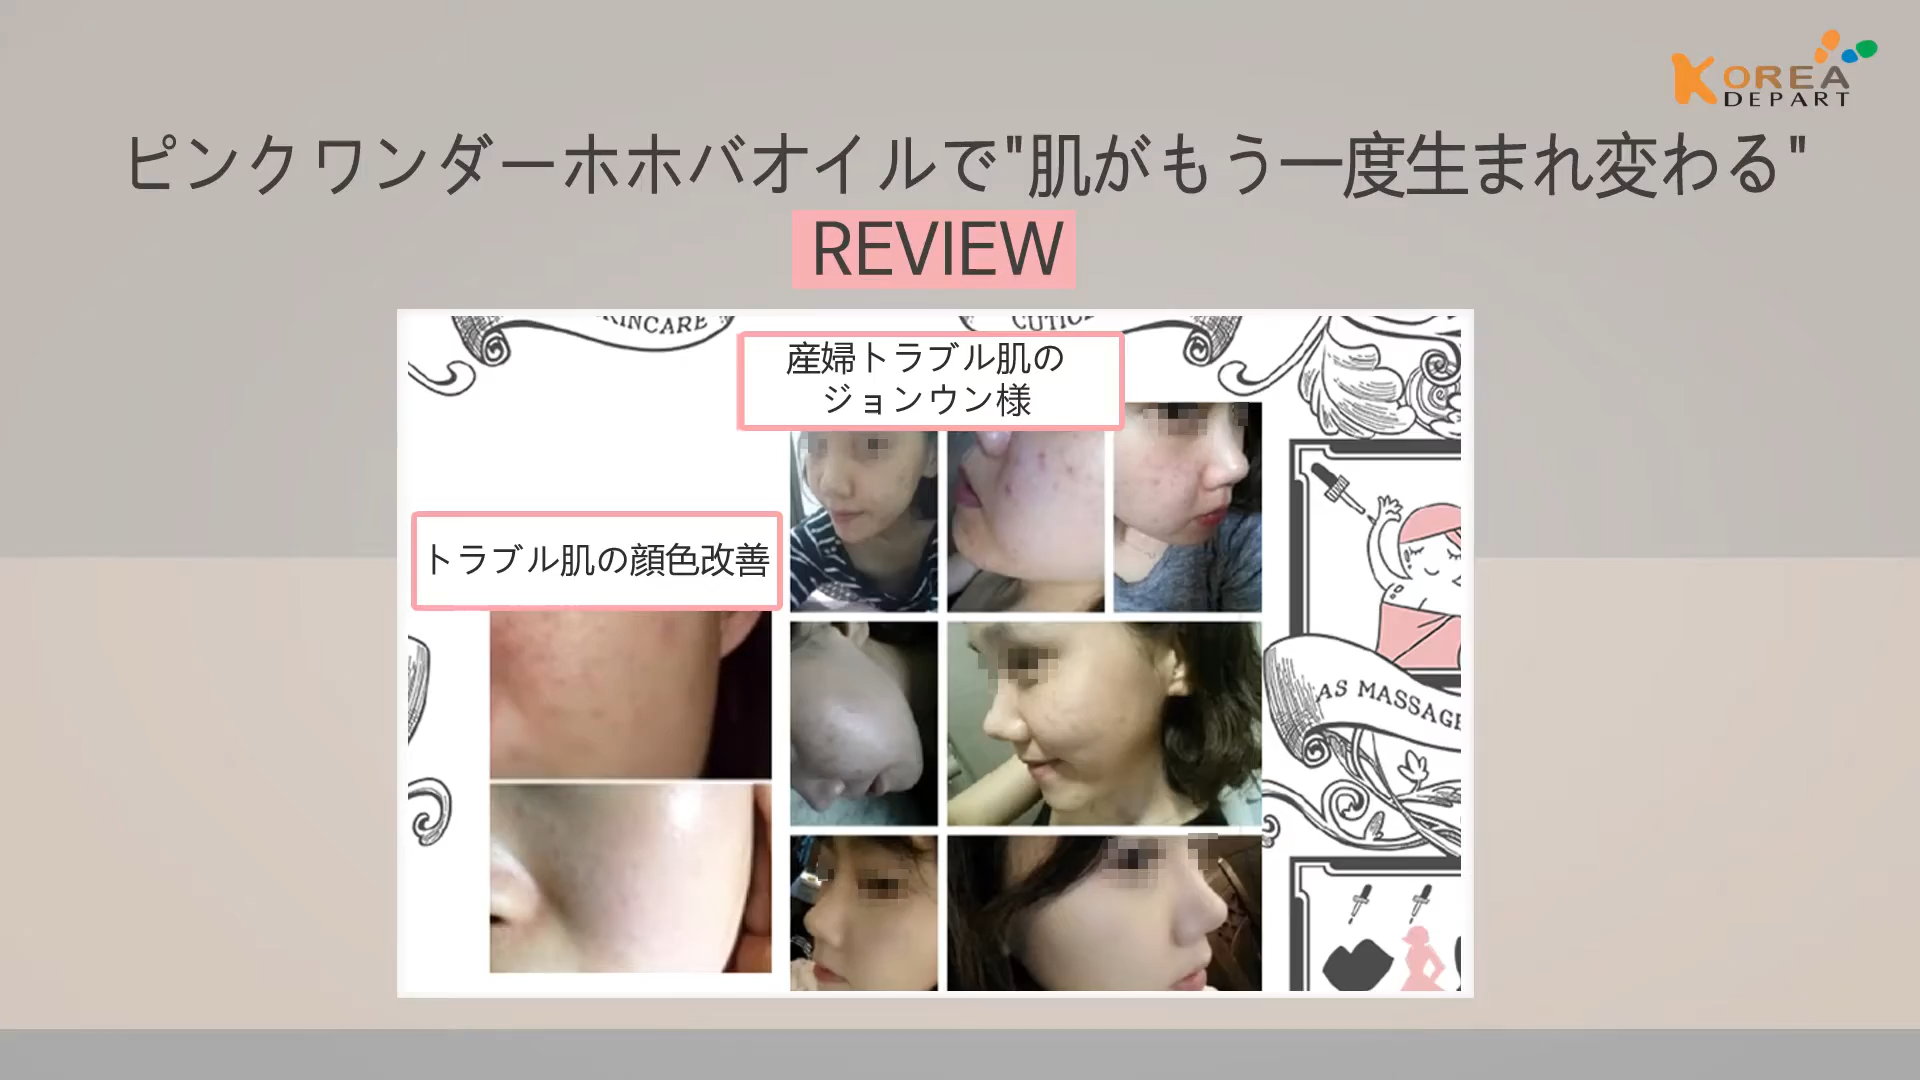 KOREA
DEPART
ピンクワンダーホホバオイルで"肌がもう一度生まれ変わる"
REVIEW
産婦トラブル肌の
ジョンウン様
トラブル肌の顔色改善
AS MASSAGE